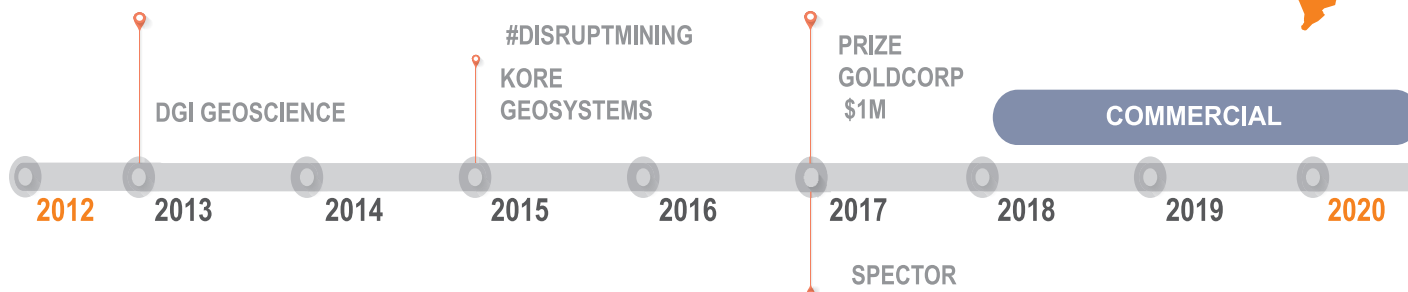 #DISRUPTMINING
DGI GEOSCIENCE
KORE
GEOSYSTEMS
PRIZE
GOLDCORP
$1M
COMMERCIAL
2012
2013
2014
2015
2016
2017
2018
2019
2020
SPECTOR